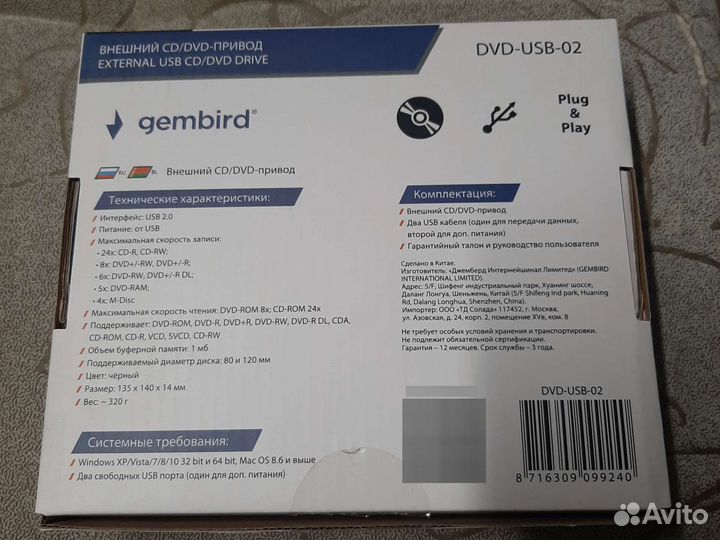 ВНЕШНИЙ CD/DVD-ПРИВОД
EXTERNAL USB CD/DVD DRIVE
DVD-USB-02
gembird®
Plug
&
Play
RU
BL
Внешний CD/DVD-привод
Технические характеристики:
Интерфейс: USB 2.0
Питание: от USB
Максимальная скорость записи:
• 24x: CD-R, CD-RW;
• 8x: DVD+/-RW, DVD+/-R;
• 6x: DVD-RW, DVD+/-R DL;
• 5x: DVD-RAM;
• 4x: M-Disc
Максимальная скорость чтения: DVD-ROM 8x; CD-ROM 24x
Поддерживает: DVD-ROM, DVD-R, DVD+R, DVD-RW, DVD-R DL, CDA,
CD-ROM, CD-R, VCD, SVCD, CD-RW
Объем буферной памяти: 1 мб
Поддерживаемый диаметр диска: 80 и 120 мм
Цвет: чёрный
Размер: 135 x 140 x 14 мм
Вес: ~ 320 г
Системные требования:
Windows XP/Vista/7/8/10 32 bit и 64 bit, Mac OS 8.6 и выше
Два свободных USB порта (один для доп. питания)
Комплектация:
Внешний CD/DVD-привод
Два USB кабеля (один для передачи данных,
второй для доп. питания)
Гарантийный талон и руководство пользователя
Сделано в Китае.
Изготовитель: «Джемберд Интернейшинал Лимитед» (GEMBIRD
INTERNATIONAL LIMITED).
Адрес: 5/F, Шифенг индустриальный парк, Хуанинг шоссе,
Даланг Лонгуа, Шеньжень, Китай (5/F Shifeng Ind park, Huaning
Rd, Dalang Longhua, Shenzhen, China).
Импортер: ООО «ТД Солада» 117452, г. Москва,
ул. Азовская, д. 24, корп. 2, помещение XVв, ком. 8
Не требует особых условий хранения и транспортировки.
Не подлежит обязательной сертификации.
Гарантия – 12 месяцев. Срок службы – 3 года.
DVD-USB-02
8 716309 099240
Avito